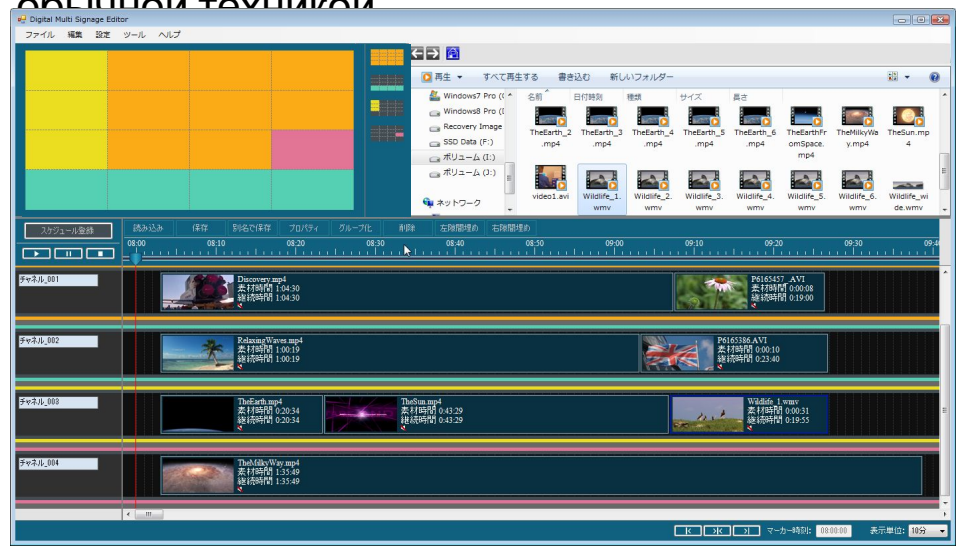 обычной техникой
Digital Multi Signage Editor
ファイル 編集 設定 ツール ヘルプ
再生 すべて再生する 書き込む 新しいフォルダー
Windows7 Pro (C
Windows8 Pro (D
Recovery Image
SSD Data (F:)
ボリューム (I:)
ボリューム (J:)
ネットワーク
名前 日付時刻 種類 サイズ 長さ
TheEarth_2.mp4 TheEarth_3.mp4 TheEarth_4.mp4 TheEarth_5.mp4 TheEarth_6.mp4 TheEarthFromSpace.mp4 TheMilkyWay.mp4 TheSun.mp4
video1.avi Wildlife_1.wmv Wildlife_2.wmv Wildlife_3.wmv Wildlife_4.wmv Wildlife_5.wmv Wildlife_6.wmv Wildlife_wide.wmv
スケジュール登録 読み込み 保存 別名で保存 プロパティ グループ化 削除 左隙間埋め 右隙間埋め
08:00 08:10 08:20 08:30 08:40 08:50 09:00 09:10 09:20 09:30 09:4
チャネル_001
Discovery.mp4
素材時間 1:04:30
継続時間 1:04:30
P6165457_.AVI
素材時間 0:00:08
継続時間 0:19:00
チャネル_002
RelaxingWaves.mp4
素材時間 1:00:19
継続時間 1:00:19
P6165386.AVI
素材時間 0:00:10
継続時間 0:23:40
チャネル_003
TheEarth.mp4
素材時間 0:20:34
継続時間 0:20:34
TheSun.mp4
素材時間 0:43:29
継続時間 0:43:29
Wildlife_1.wmv
素材時間 0:00:31
継続時間 0:19:55
チャネル_004
TheMilkyWay.mp4
素材時間 1:35:49
継続時間 1:35:49
マーカー時刻: 08:00:00 表示単位: 10分